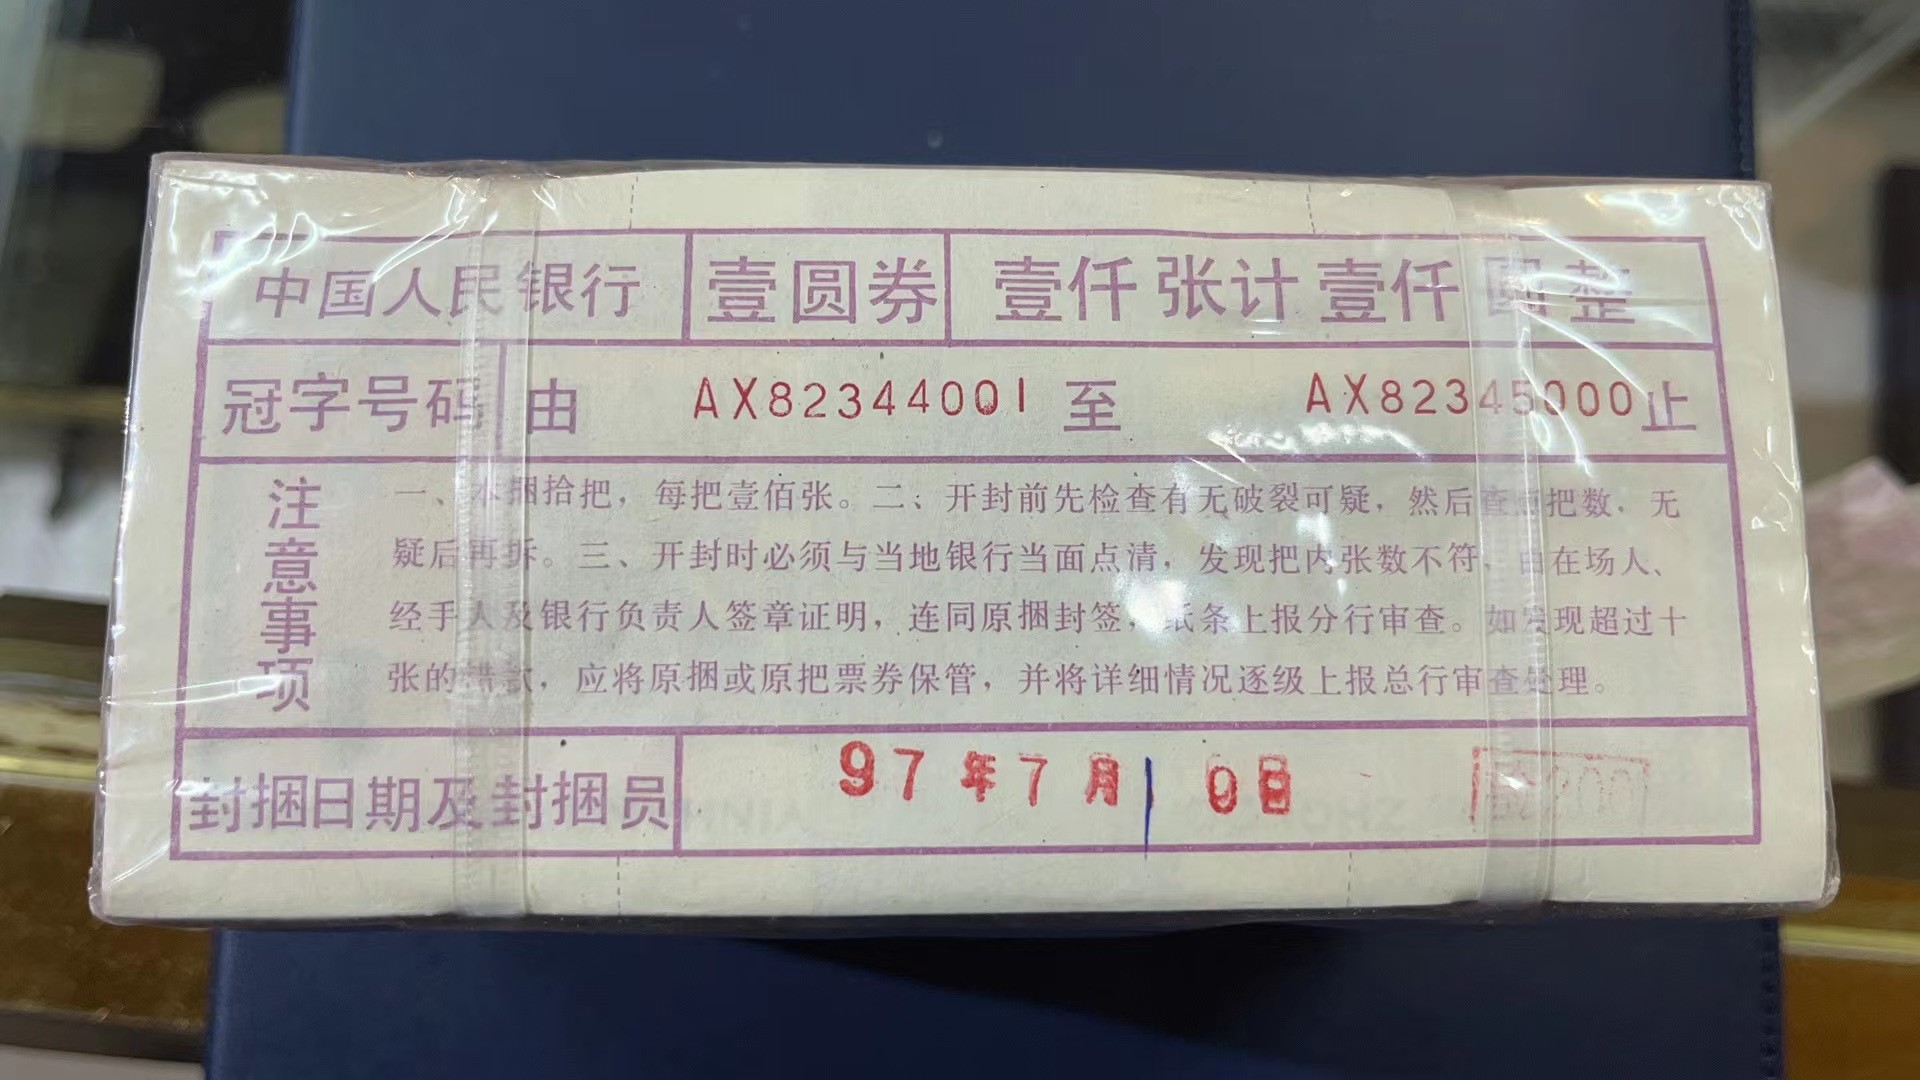 中国人民银行 壹圆券 壹仟张计壹仟圆整
冠字号码 由 AX82344001 至 AX82345000 止
注意事项
一、本捆拾把，每把壹佰张。二、开封前先检查有无破裂可疑，然后查点把数，无
疑后再拆。三、开封时必须与当地银行当面点清，发现把内张数不符，由在场人、
经手人及银行负责人签章证明，连同原捆封签，纸条上报分行审查。如发现超过十
张的错款，应将原捆或原把票券保管，并将详细情况逐级上报总行审查处理。
封捆日期及封捆员 97年7月10日